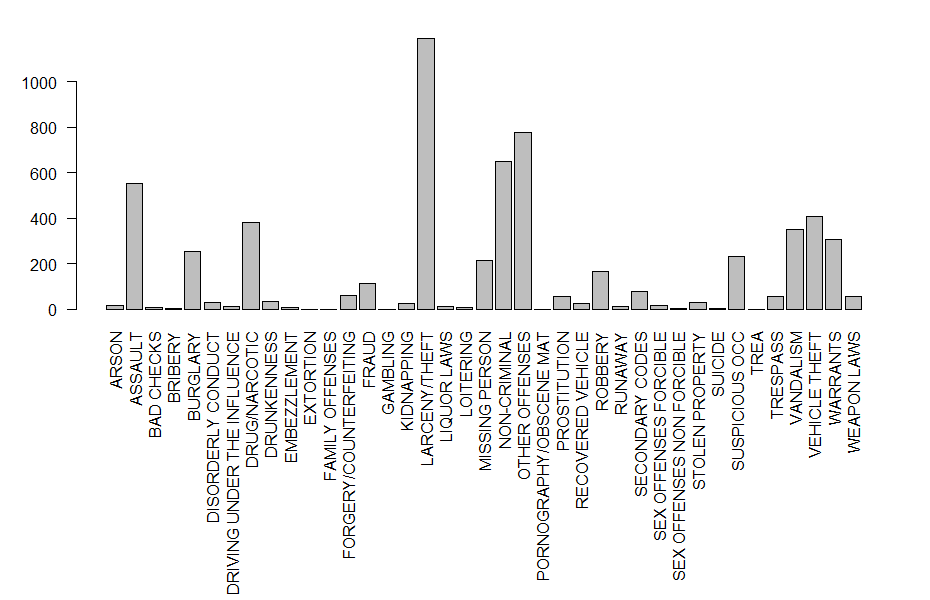 1000
800
600
400
200
0
ARSON
ASSAULT
BAD CHECKS
BRIBERY
BURGLARY
DISORDERLY CONDUCT
DRIVING UNDER THE INFLUENCE
DRUG/NARCOTIC
DRUNKENNESS
EMBEZZLEMENT
EXTORTION
FAMILY OFFENSES
FORGERY/COUNTERFEITING
FRAUD
GAMBLING
KIDNAPPING
LARCENY/THEFT
LIQUOR LAWS
LOITERING
MISSING PERSON
NON-CRIMINAL
OTHER OFFENSES
PORNOGRAPHY/OBSCENE MAT
PROSTITUTION
RECOVERED VEHICLE
ROBBERY
RUNAWAY
SECONDARY CODES
SEX OFFENSES FORCIBLE
SEX OFFENSES NON FORCIBLE
STOLEN PROPERTY
SUICIDE
SUSPICIOUS OCC
TREA
TRESPASS
VANDALISM
VEHICLE THEFT
WARRANTS
WEAPON LAWS